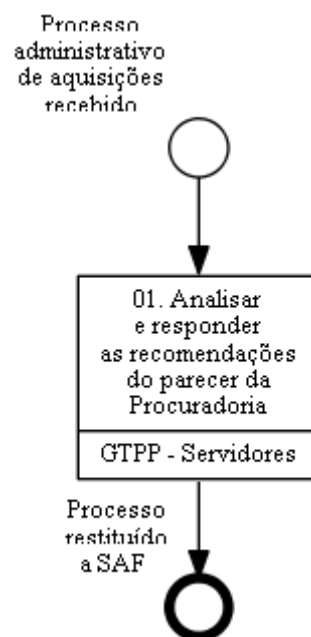 Processo
administrativo
de aquisições
recebido
01. Analisar
e responder
as recomendações
do parecer da
Procuradoria
GTPP - Servidores
Processo
restituído
a SAF